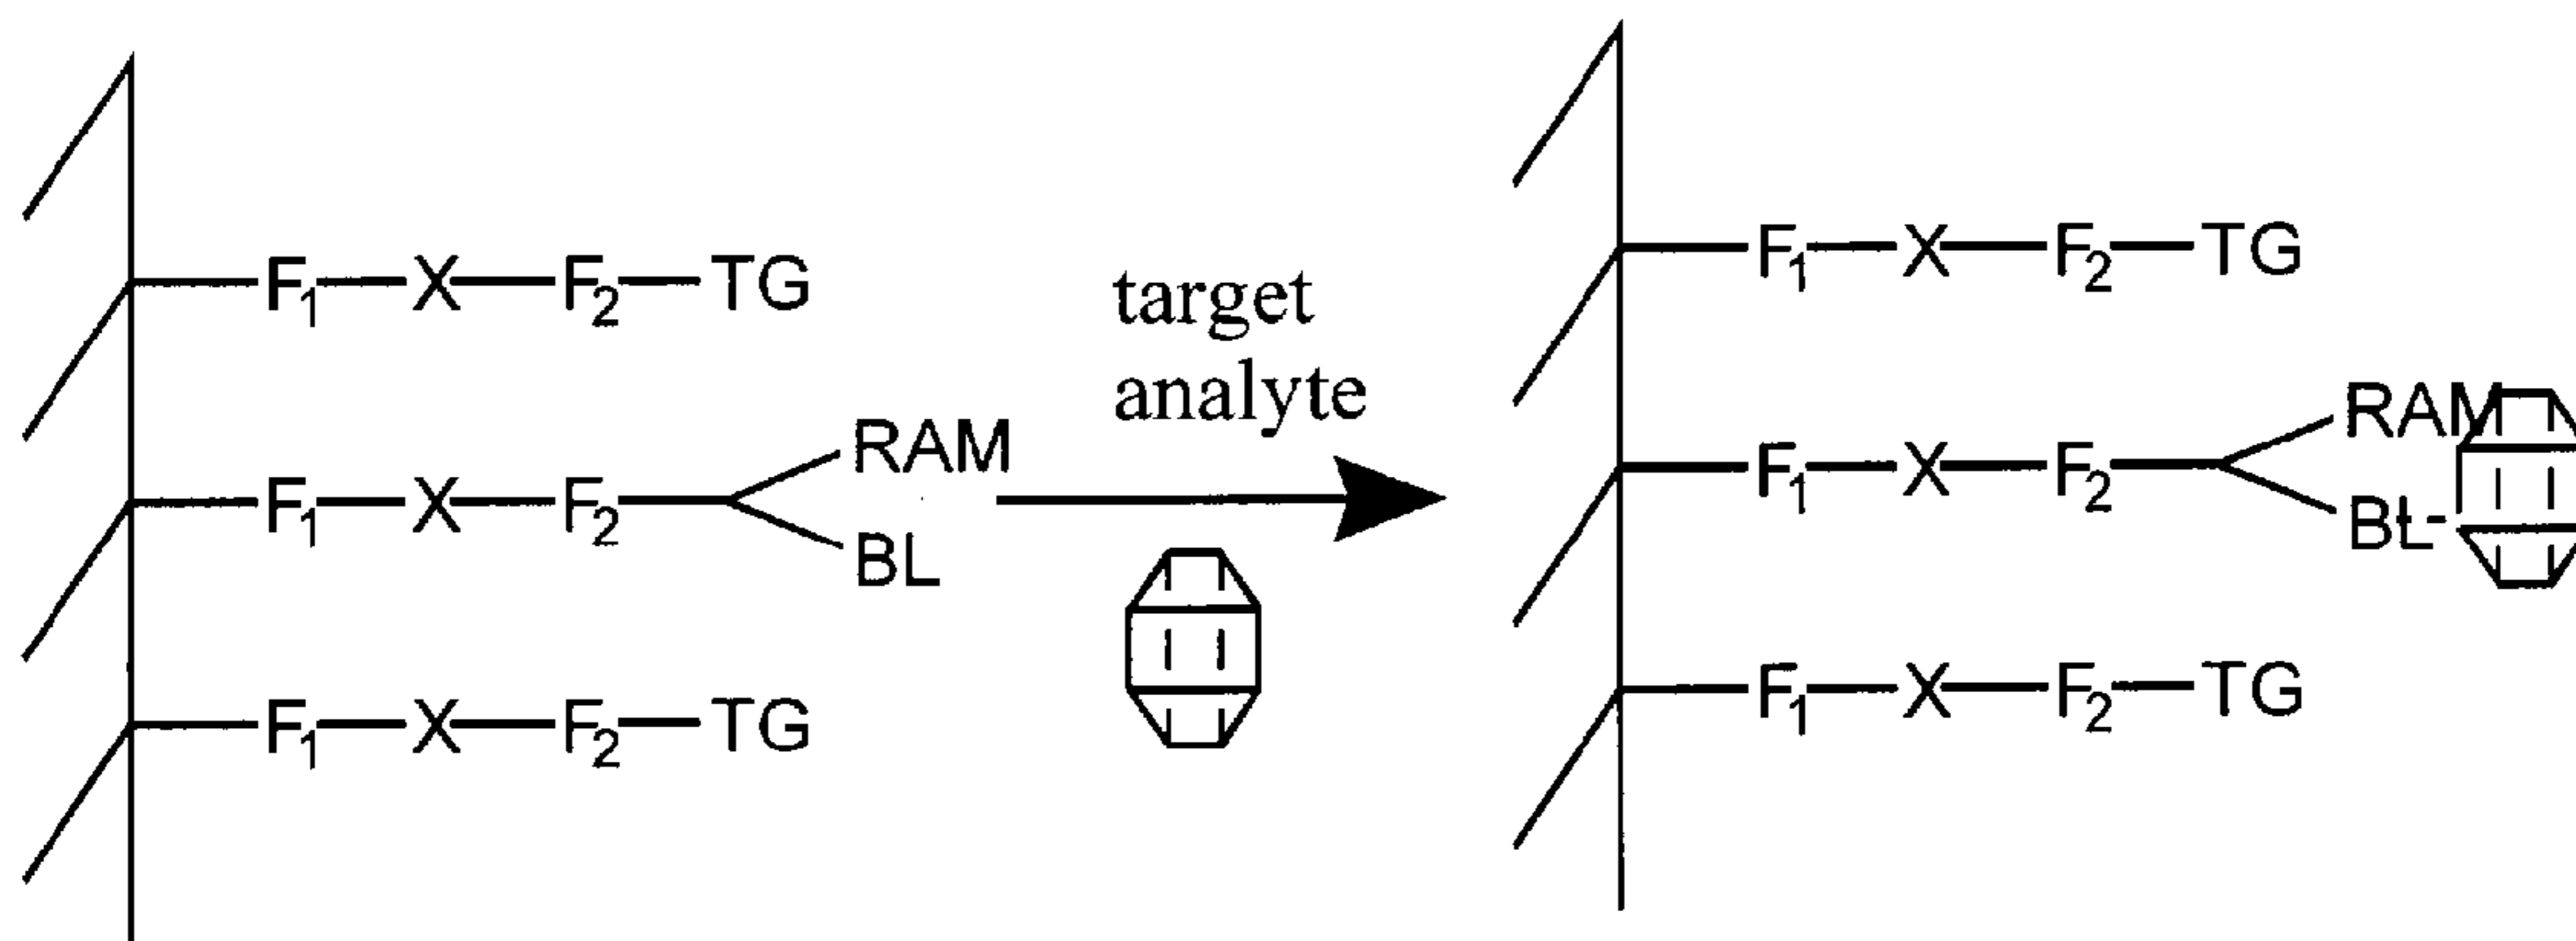 F₁—X—F₂—TG
F₁—X—F₂
RAM
BL
F₁—X—F₂—TG
target
analyte
F₁—X—F₂—TG
F₁—X—F₂
RAM
BL
F₁—X—F₂—TG